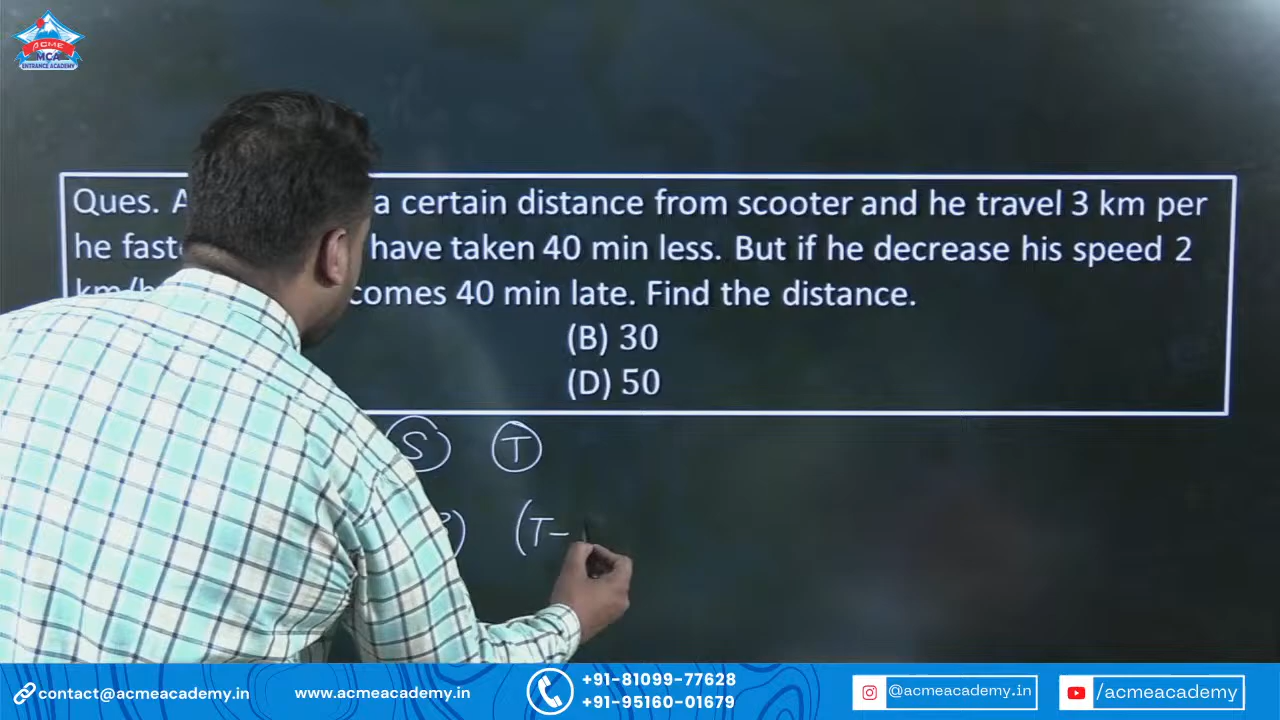 ACME
MCA
ENTRANCE ACADEMY
Ques. A a certain distance from scooter and he travel 3 km per
he fast have taken 40 min less. But if he decrease his speed 2
km/h comes 40 min late. Find the distance.
(B) 30
(D) 50
S T
) (T-
contact@acmeacademy.in
www.acmeacademy.in
+91-81099-77628
+91-95160-01679
@acmeacademy.in
/acmeacademy